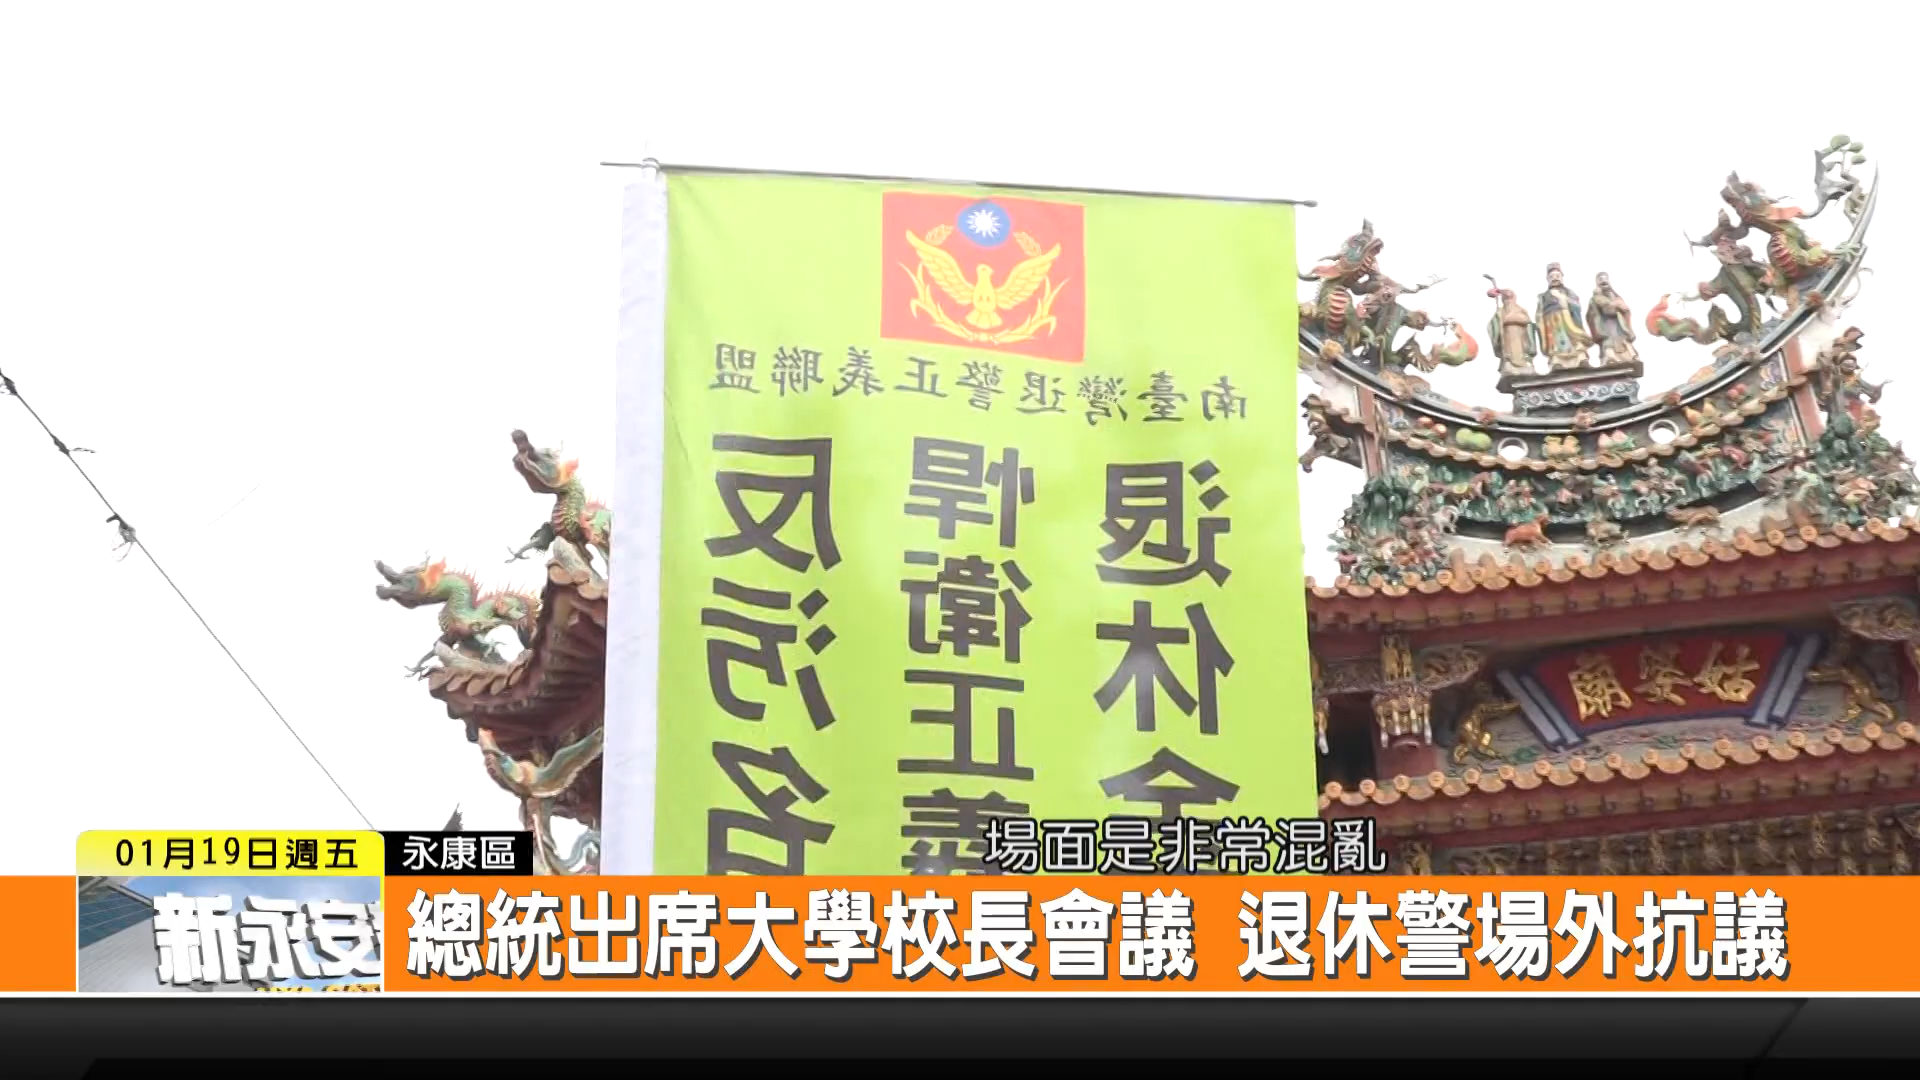 南臺灣退警正義聯盟
退休金
悍衛正義
反污名
姑婆廟
場面是非常混亂
01月19日週五
永康區
新永安
總統出席大學校長會議 退休警場外抗議